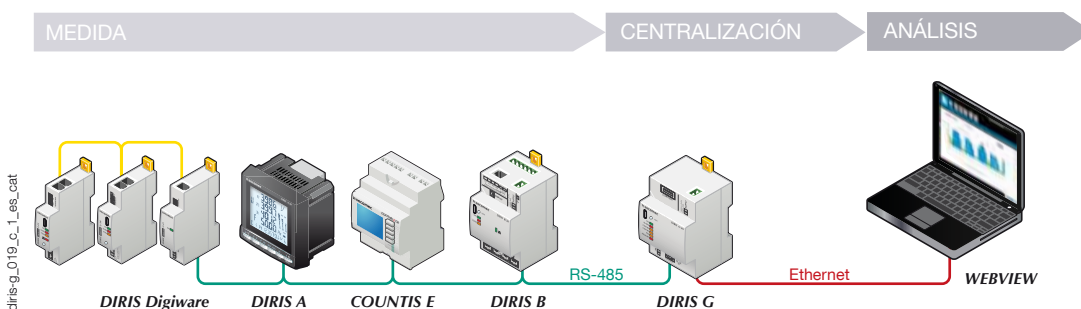 MEDIDA
CENTRALIZACIÓN
ANÁLISIS
diris-g_019_c_1_es_cat
RS-485
Ethernet
WEBVIEW
DIRIS Digiware
DIRIS A
COUNTIS E
DIRIS B
DIRIS G